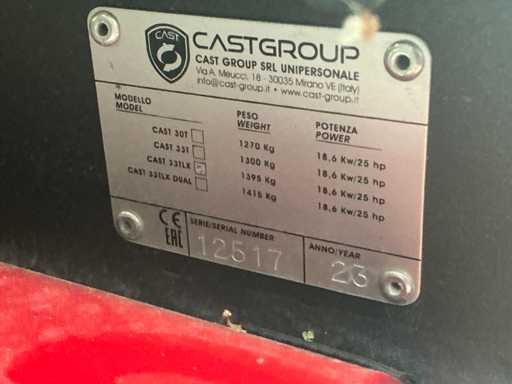 CAST
CASTGROUP
CAST GROUP SRL UNIPERSONALE
Via A. Meucci, 18 - 30035 Mirano VE (Italy)
info@cast-group.it • www.cast-group.it
MODELLO PESO POTENZA
MODEL WEIGHT POWER
CAST 30T 1270 Kg 18,6 Kw/25 hp
CAST 33T 1300 Kg 18,6 Kw/25 hp
CAST 33TLX 1395 Kg 18,6 Kw/25 hp
CAST 33TLX DUAL 1415 Kg 18,6 Kw/25 hp
CE SERIE/SERIAL NUMBER ANNO/YEAR
EAC 12517 23